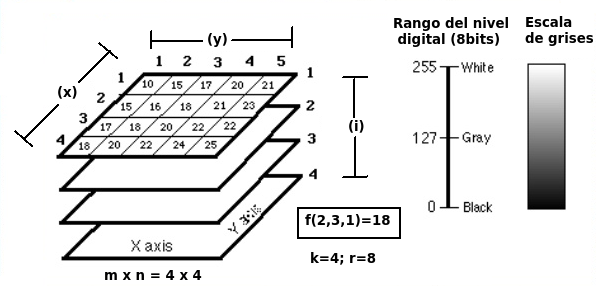 Rango del nivel
digital (8bits)
Escala
de grises
(y)
1 2 3 4 5
(x)
1
2
3
4
10 15 17 20 21
15 16 18 21 23
17 18 20 22 22
18 20 22 24 25
1
2
3
4
(i)
X axis
Y axis
m x n = 4 x 4
f(2,3,1)=18
k=4; r=8
255 White
127 Gray
0 Black